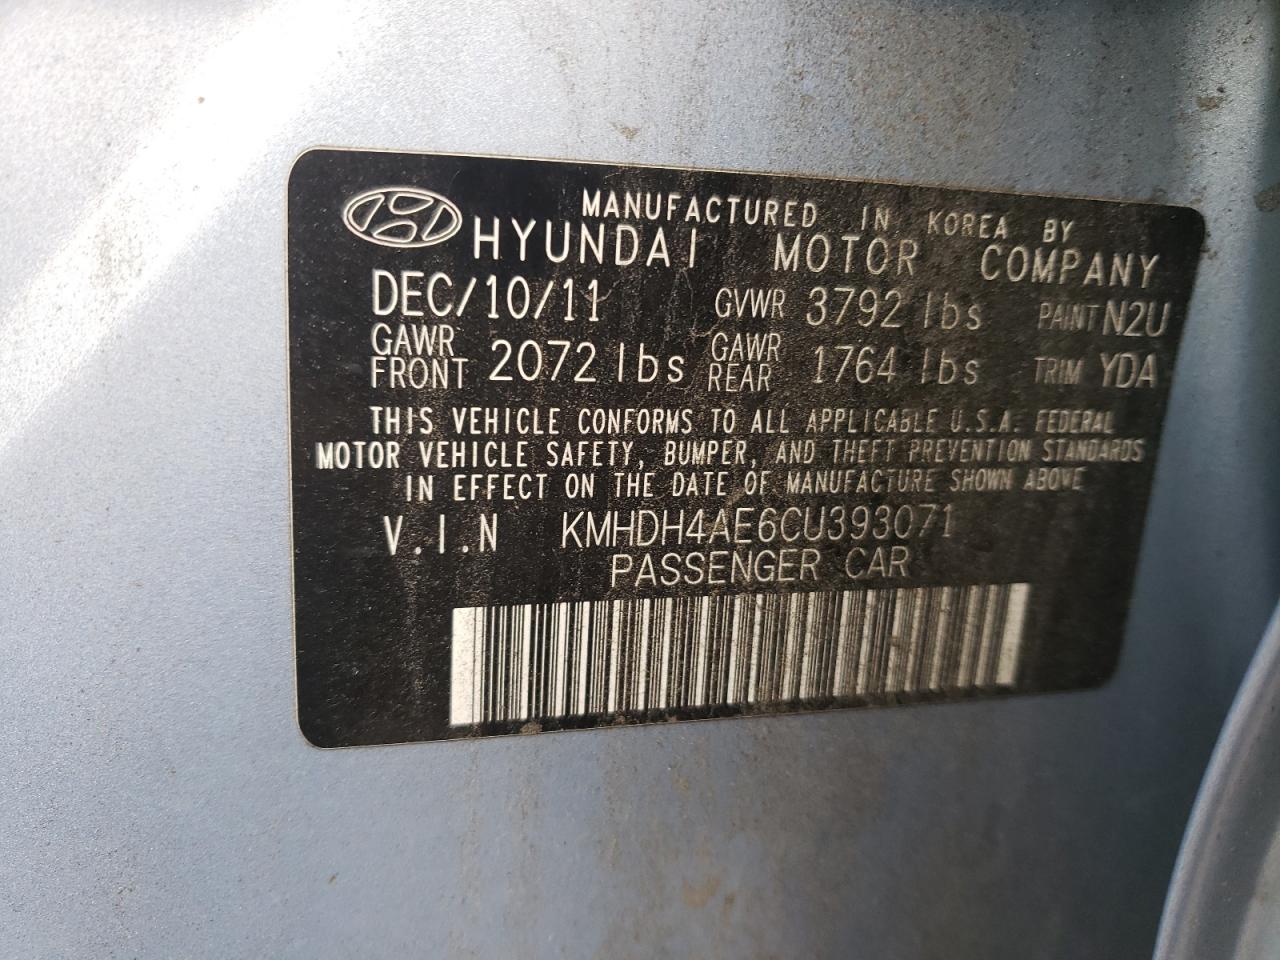 MANUFACTURED IN KOREA BY
HYUNDAI MOTOR COMPANY
DEC/10/11 GVWR 3792 lbs PAINT N2U
GAWR FRONT 2072 lbs GAWR REAR 1764 lbs TRIM YDA
THIS VEHICLE CONFORMS TO ALL APPLICABLE U.S.A. FEDERAL
MOTOR VEHICLE SAFETY, BUMPER, AND THEFT PREVENTION STANDARDS
IN EFFECT ON THE DATE OF MANUFACTURE SHOWN ABOVE
V.I.N KMHDH4AE6CU393071
PASSENGER CAR